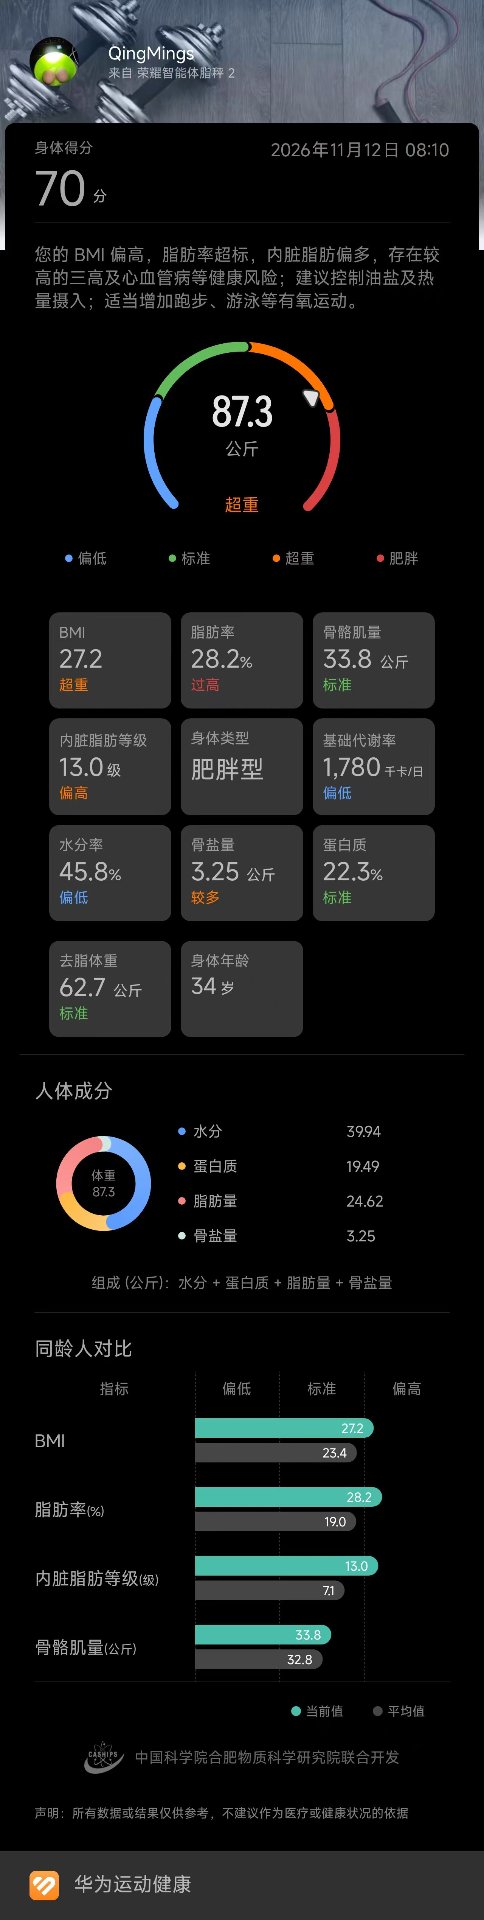 QingMings
来自 荣耀智能体脂秤 2
身体得分
2026年11月12日 08:10
70 分
您的 BMI 偏高，脂肪率超标，内脏脂肪偏多，存在较
高的三高及心血管病等健康风险；建议控制油盐及热
量摄入；适当增加跑步、游泳等有氧运动。
87.3
公斤
超重
偏低 标准 超重 肥胖
BMI 脂肪率 骨骼肌量
27.2 28.2% 33.8 公斤
超重 过高 标准
内脏脂肪等级 身体类型 基础代谢率
13.0 级 肥胖型 1,780 千卡/日
偏高 偏低
水分率 骨盐量 蛋白质
45.8% 3.25 公斤 22.3%
偏低 较多 标准
去脂体重 身体年龄
62.7 公斤 34 岁
标准
人体成分
体重
87.3
水分 39.94
蛋白质 19.49
脂肪量 24.62
骨盐量 3.25
组成 (公斤)：水分 + 蛋白质 + 脂肪量 + 骨盐量
同龄人对比
指标 偏低 标准 偏高
BMI
27.2
23.4
脂肪率(%)
28.2
19.0
内脏脂肪等级(级)
13.0
7.1
骨骼肌量(公斤)
33.8
32.8
当前值 平均值
CASHIPS
中国科学院合肥物质科学研究院联合开发
声明：所有数据或结果仅供参考，不建议作为医疗或健康状况的依据
华为运动健康